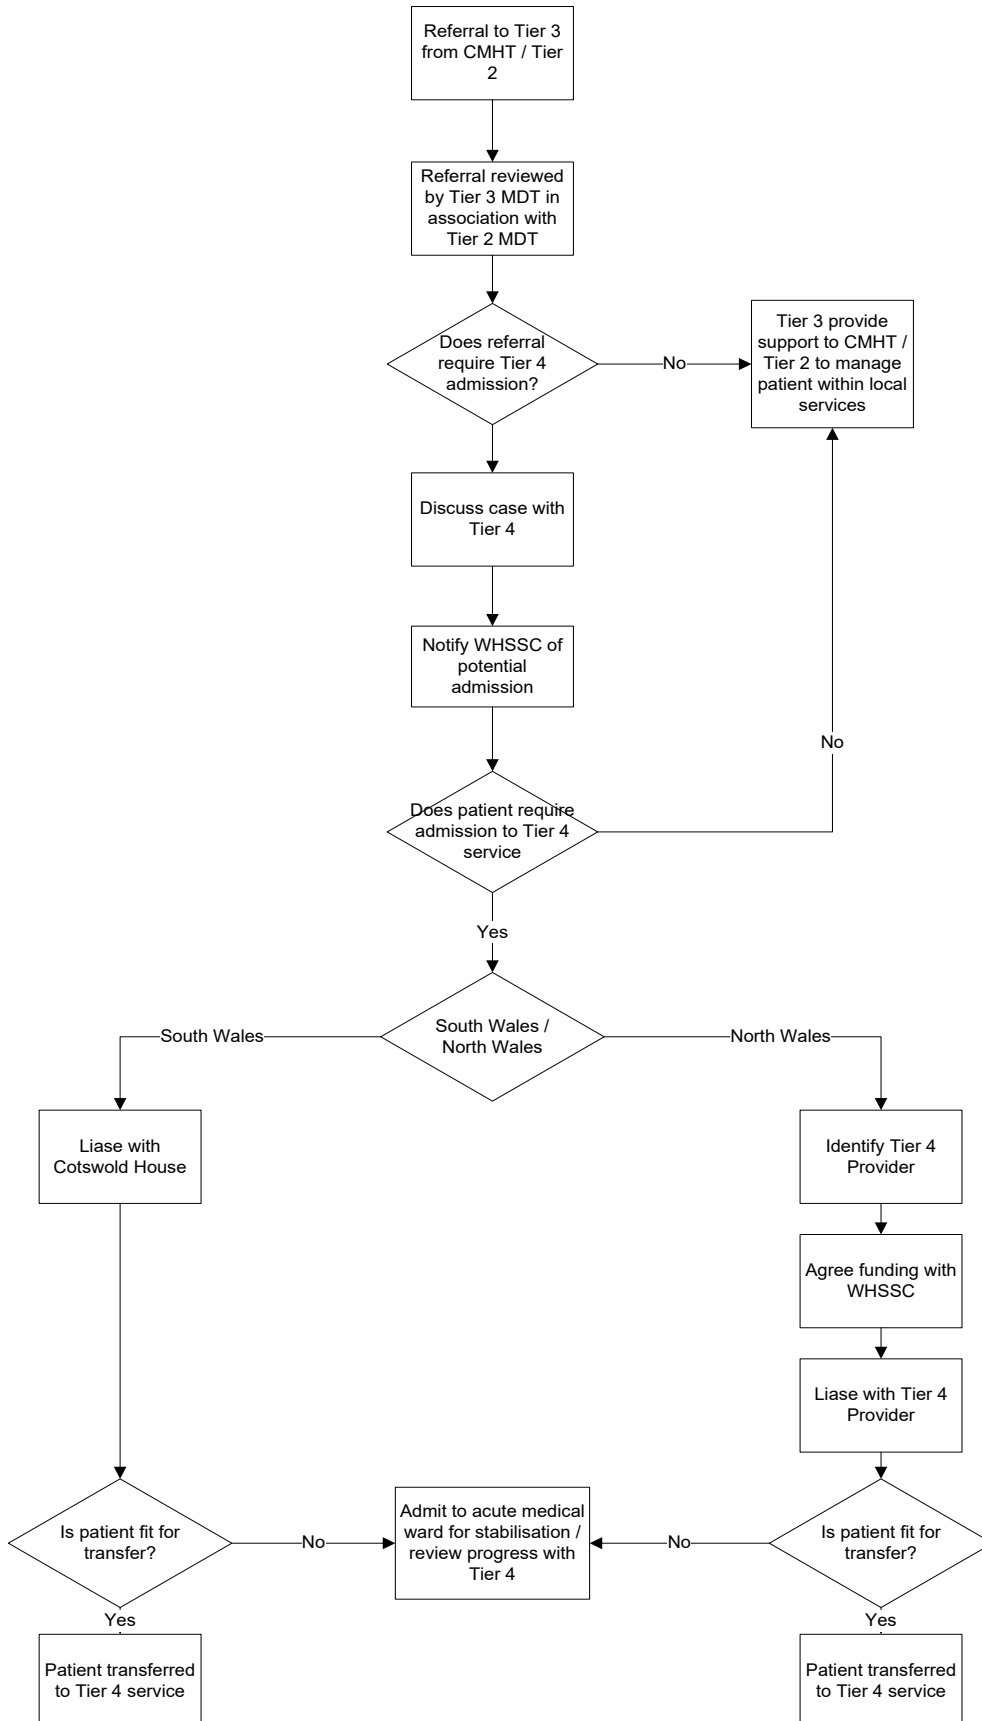 Referral to Tier 3
from CMHT / Tier
2
Referral reviewed
by Tier 3 MDT in
association with
Tier 2 MDT
Does referral
require Tier 4
admission?
No
Tier 3 provide
support to CMHT /
Tier 2 to manage
patient within local
services
Discuss case with
Tier 4
Notify WHSSC of
potential
admission
No
Does patient require
admission to Tier 4
service
Yes
South Wales /
North Wales
South Wales
North Wales
Liase with
Cotswold House
Identify Tier 4
Provider
Agree funding with
WHSSC
Liase with Tier 4
Provider
Is patient fit for
transfer?
No
Admit to acute medical
ward for stabilisation /
review progress with
Tier 4
No
Is patient fit for
transfer?
Yes
Yes
Patient transferred
to Tier 4 service
Patient transferred
to Tier 4 service